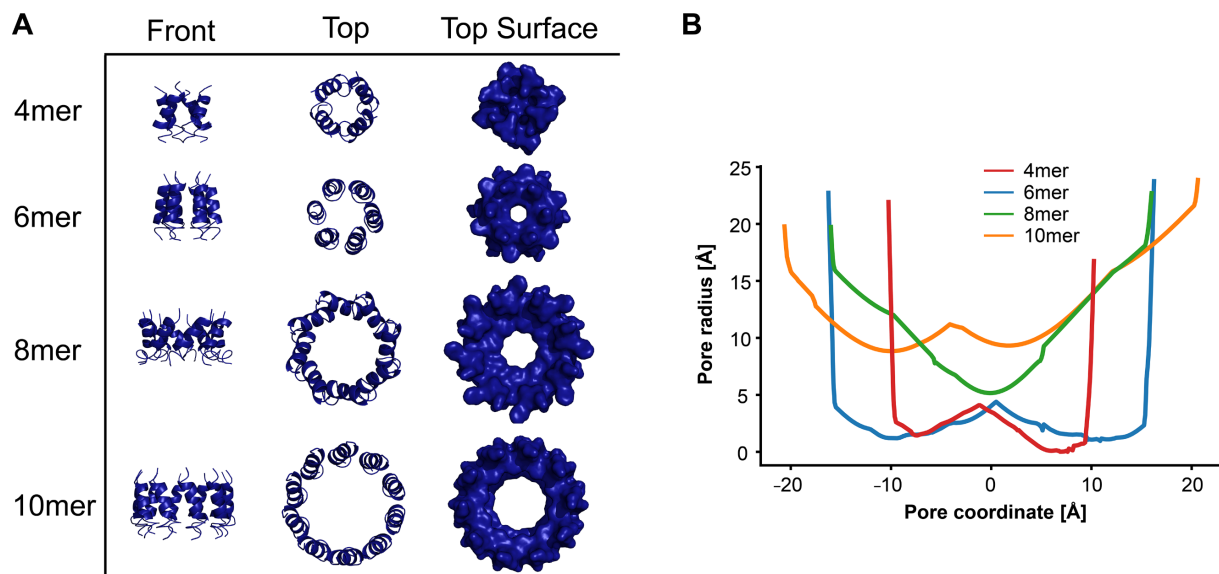 A
Front Top Top Surface
4mer
6mer
8mer
10mer
B
25
20
15
10
5
0
Pore radius [Å]
4mer
6mer
8mer
10mer
−20 −10 0 10 20
Pore coordinate [Å]